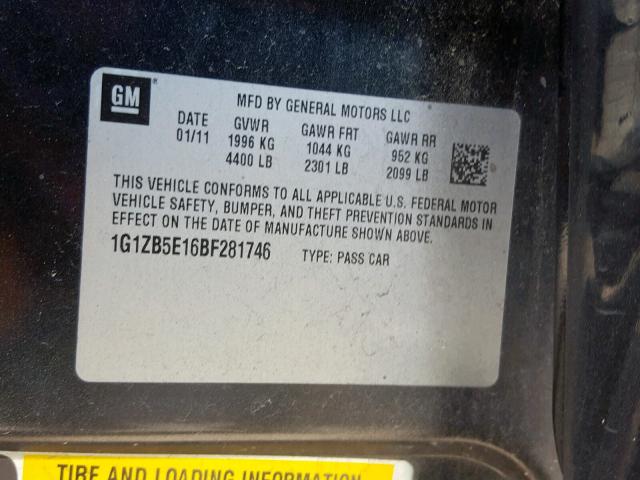 GM
MFD BY GENERAL MOTORS LLC
DATE GVWR GAWR FRT GAWR RR
01/11 1996 KG 1044 KG 952 KG
4400 LB 2301 LB 2099 LB
THIS VEHICLE CONFORMS TO ALL APPLICABLE U.S. FEDERAL MOTOR
VEHICLE SAFETY, BUMPER, AND THEFT PREVENTION STANDARDS IN
EFFECT ON THE DATE OF MANUFACTURE SHOWN ABOVE.
1G1ZB5E16BF281746 TYPE: PASS CAR
TIRE AND LOADING INFORMATION